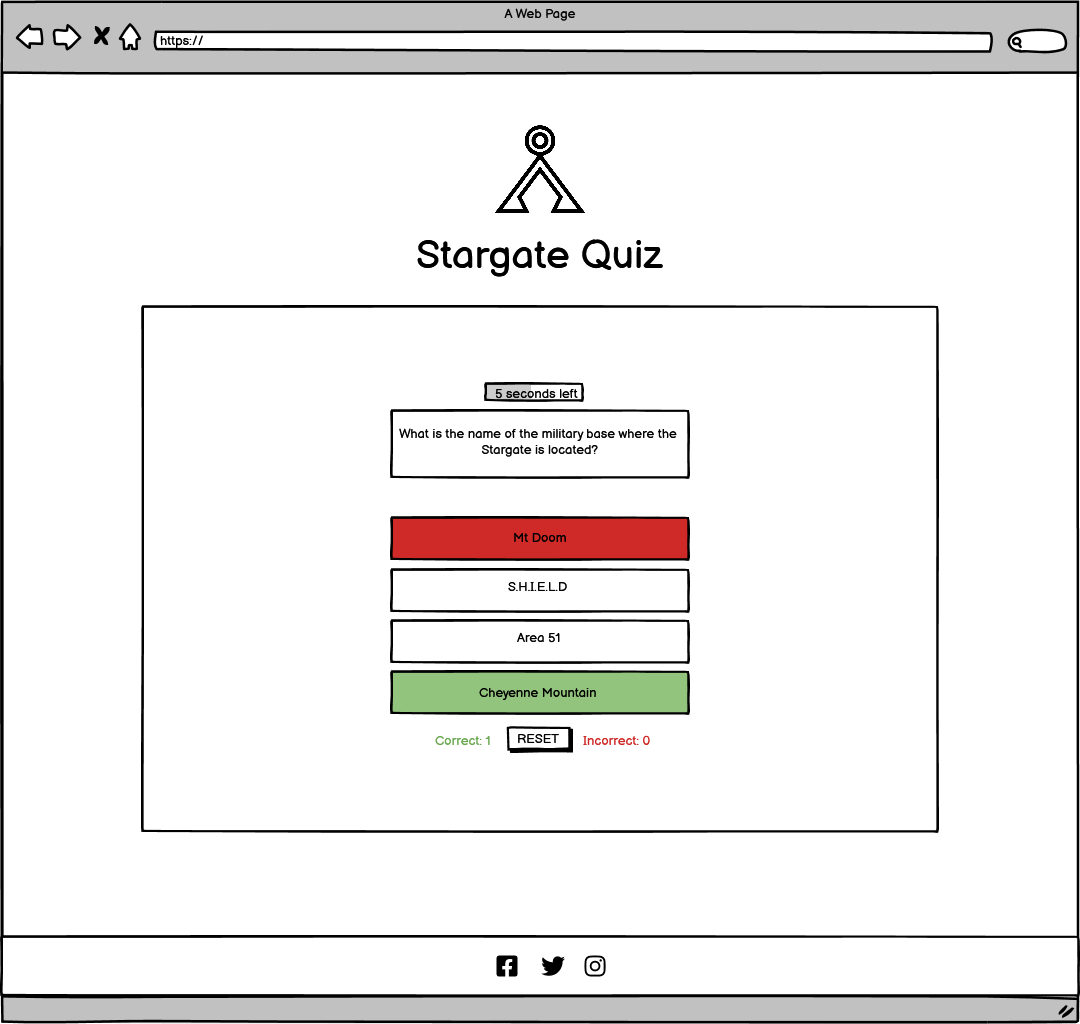 A Web Page
https://
Stargate Quiz
5 seconds left
What is the name of the military base where the
Stargate is located?
Mt Doom
S.H.I.E.L.D
Area 51
Cheyenne Mountain
Correct: 1
RESET
Incorrect: 0